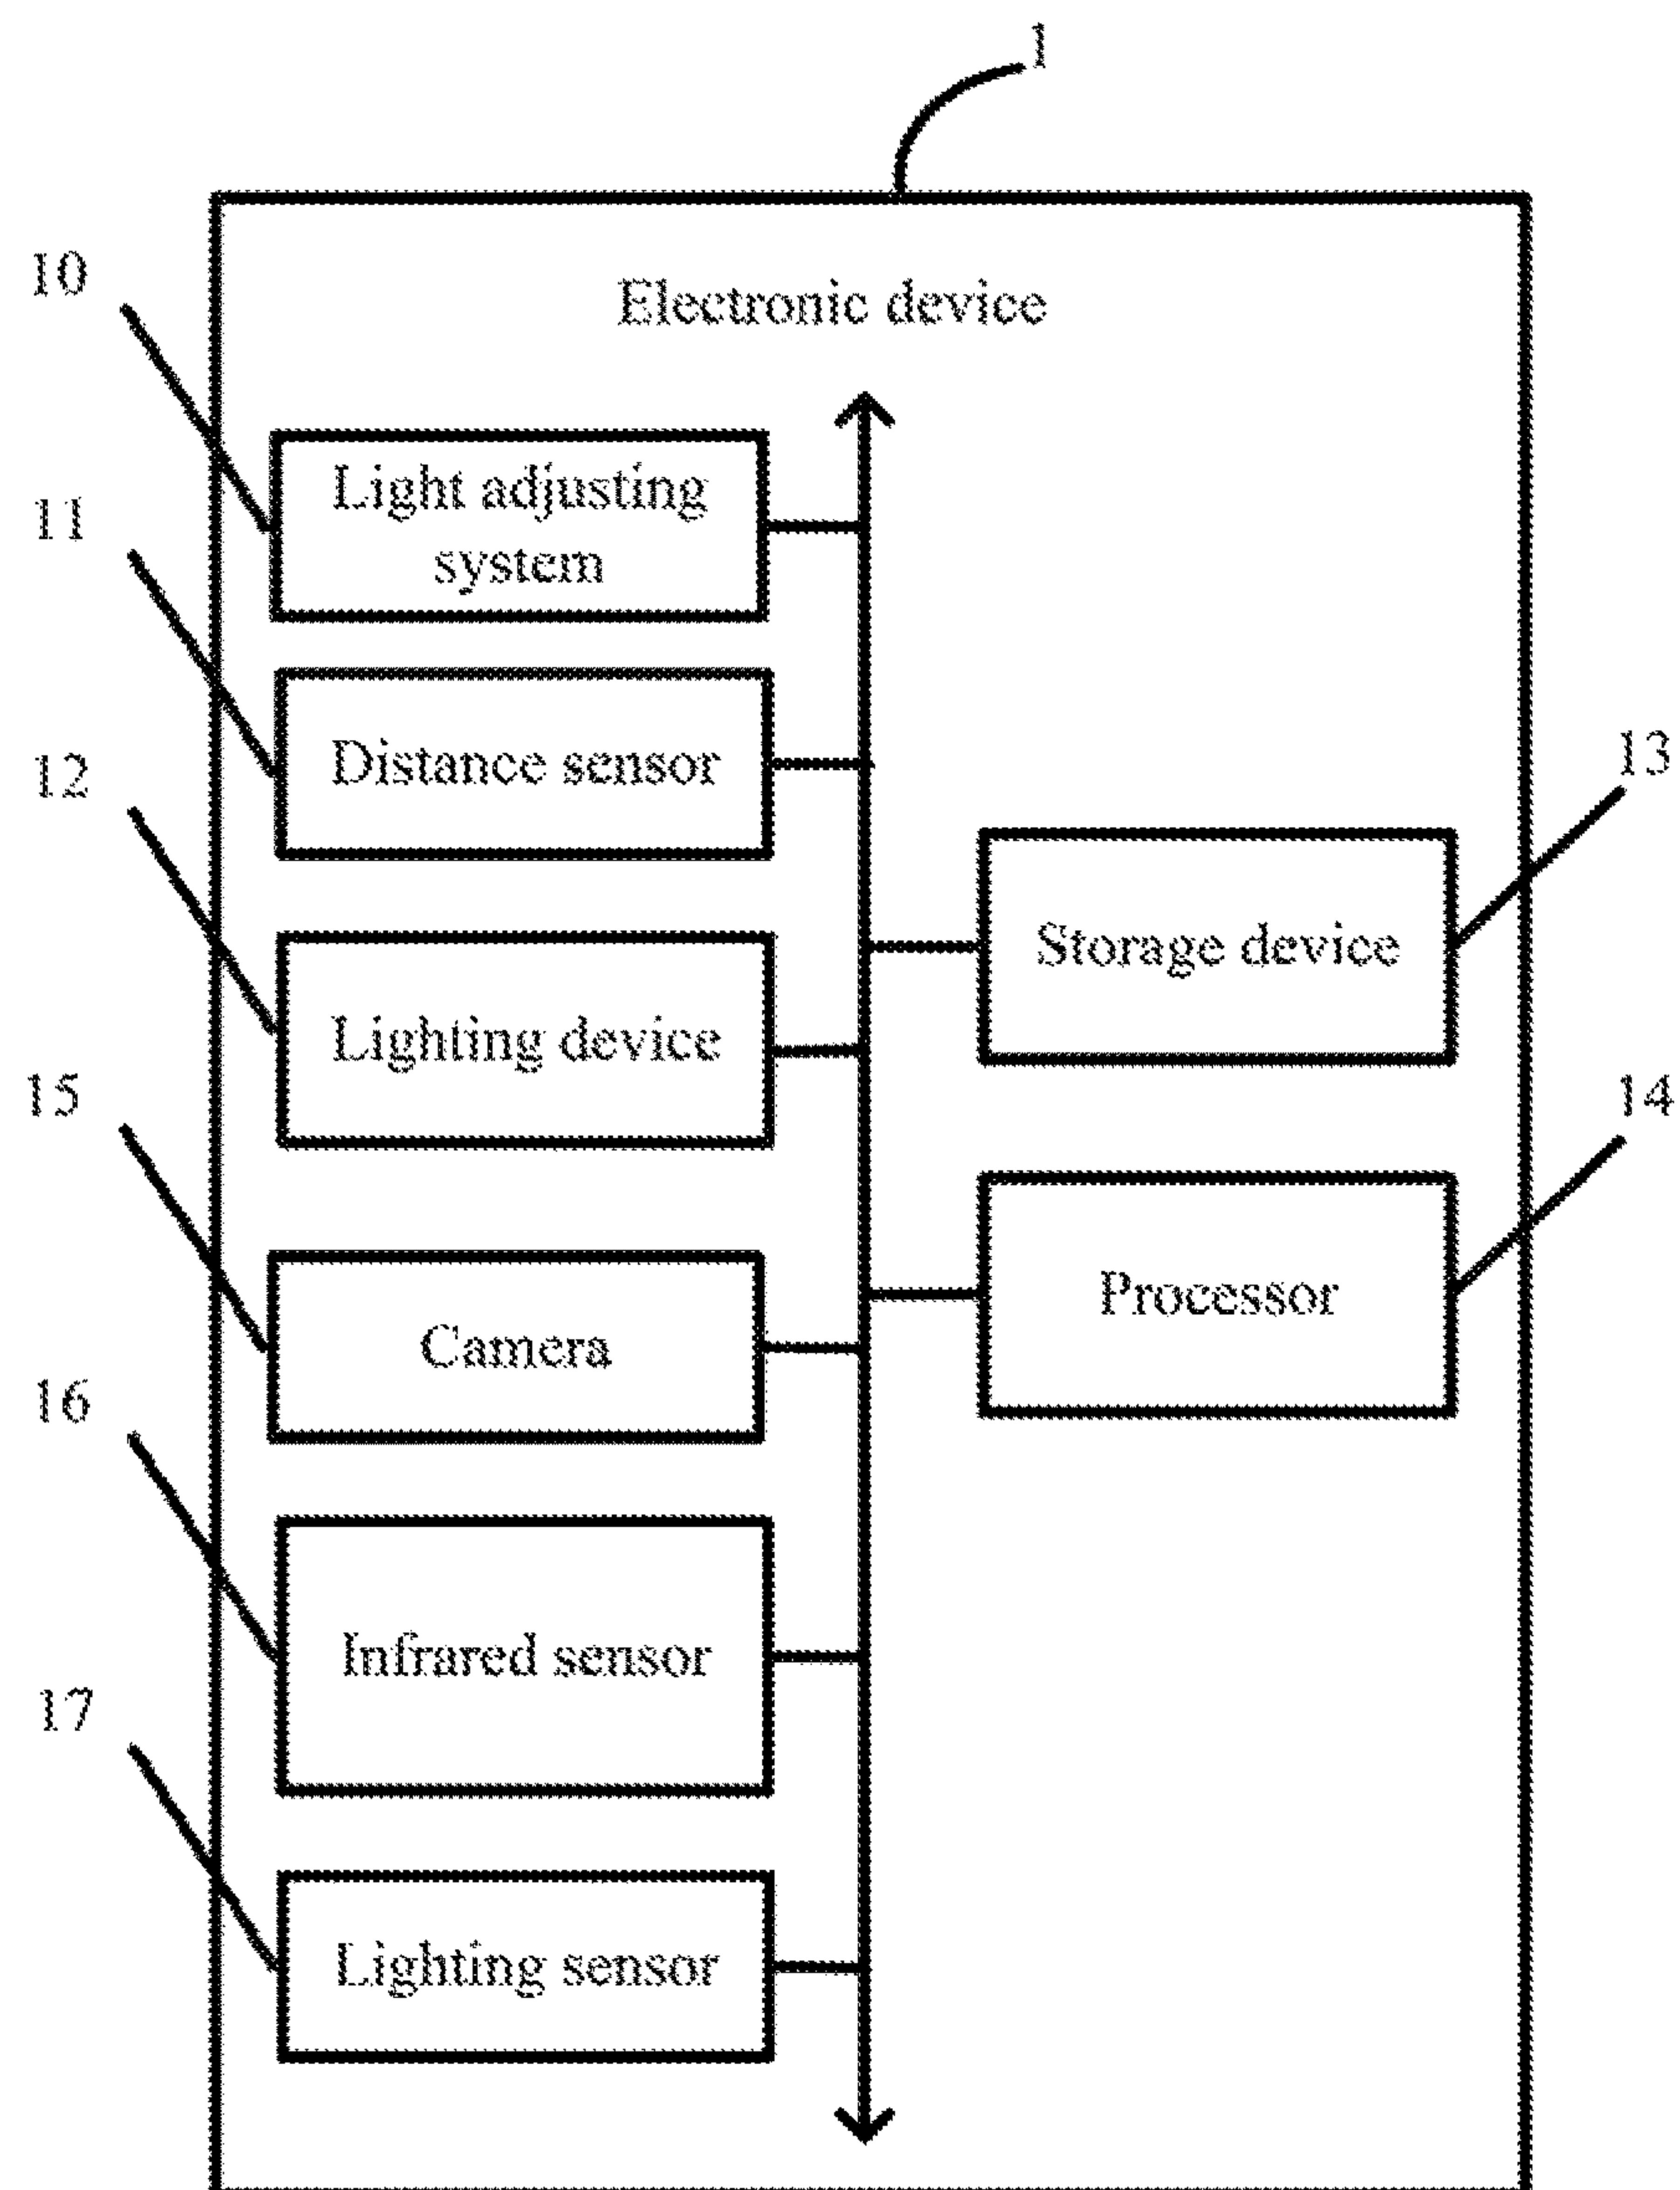 1
Electronic device
10
Light adjusting
system
11
Distance sensor
12
Lighting device
13
Storage device
15
Camera
14
Processor
16
Infrared sensor
17
Lighting sensor